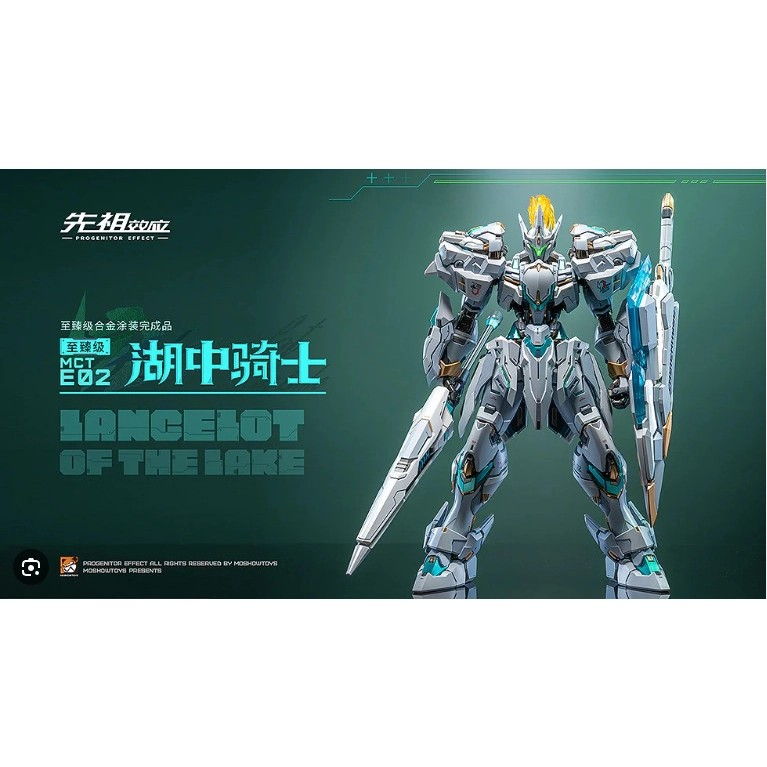 先祖效应
PROGENITOR EFFECT
至臻级合金涂装完成品
至臻级
MCT
E02
湖中骑士
LANCELOT
OF THE LAKE
PROGENITOR EFFECT ALL RIGHTS RESERVED BY MOSHOWTOYS
MOSHOWTOYS PRESENTS